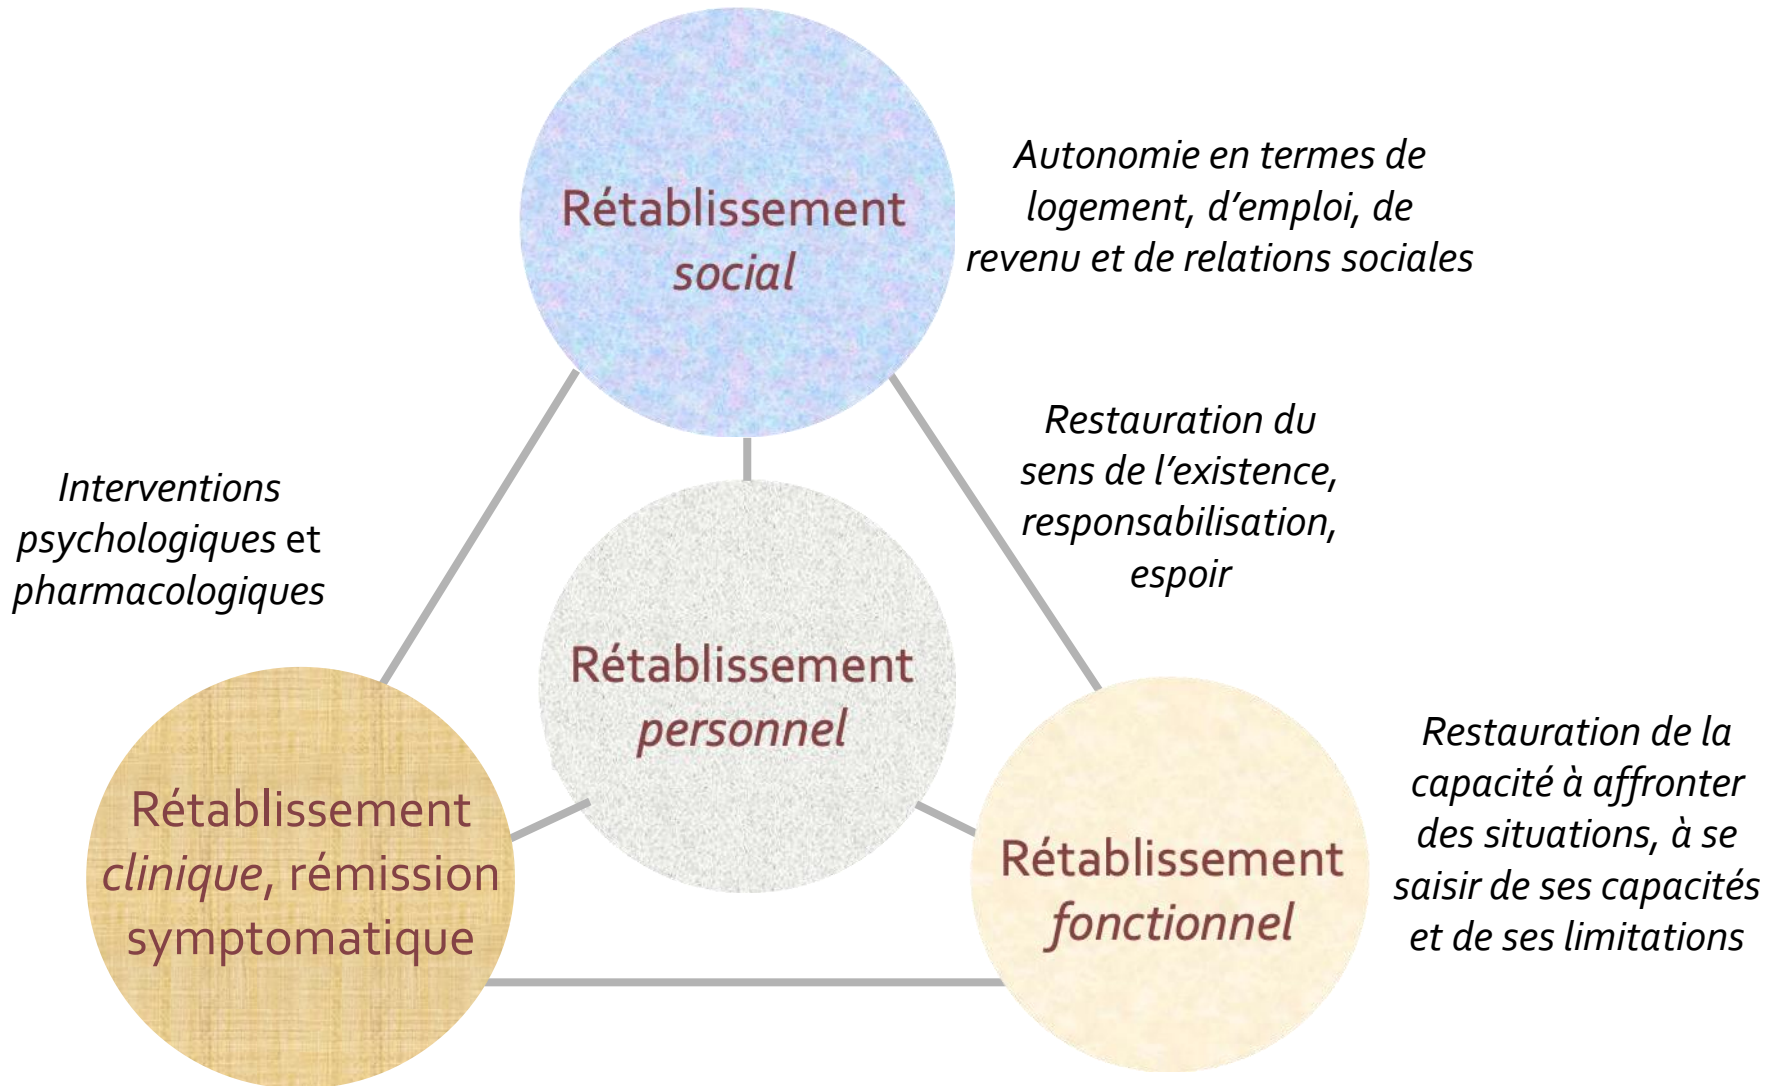 Rétablissement
social
Autonomie en termes de
logement, d’emploi, de
revenu et de relations sociales
Restauration du
sens de l’existence,
responsabilisation,
espoir
Interventions
psychologiques et
pharmacologiques
Rétablissement
personnel
Rétablissement
clinique, rémission
symptomatique
Rétablissement
fonctionnel
Restauration de la
capacité à affronter
des situations, à se
saisir de ses capacités
et de ses limitations